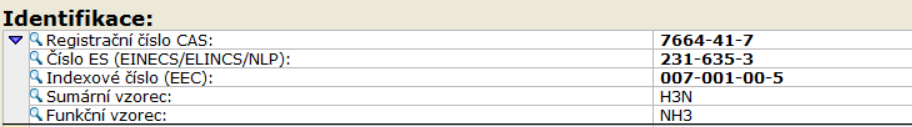 Identifikace:
Registrační číslo CAS: 7664-41-7
Číslo ES (EINECS/ELINCS/NLP): 231-635-3
Indexové číslo (EEC): 007-001-00-5
Sumární vzorec: H3N
Funkční vzorec: NH3